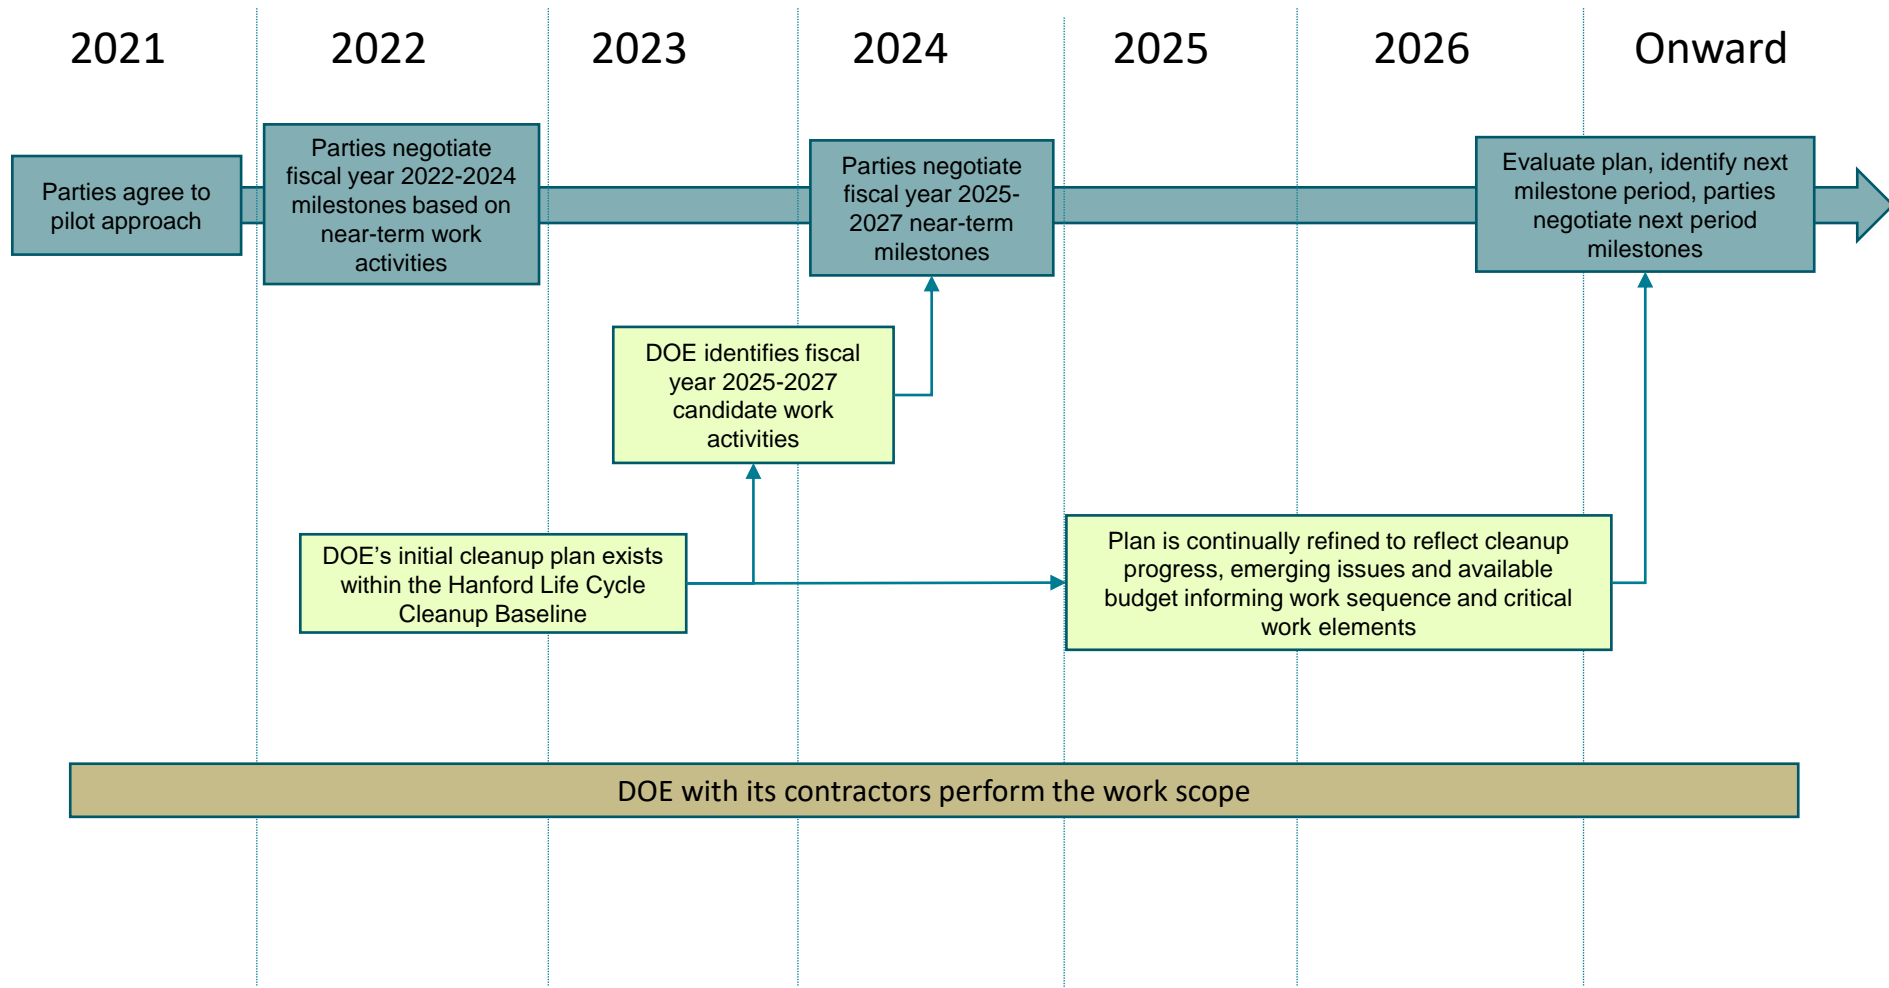 2021
2022
2023
2024
2025
2026
Onward
Parties agree to
pilot approach
Parties negotiate
fiscal year 2022-2024
milestones based on
near-term work
activities
Parties negotiate
fiscal year 2025-
2027 near-term
milestones
Evaluate plan, identify next
milestone period, parties
negotiate next period
milestones
DOE identifies fiscal
year 2025-2027
candidate work
activities
DOE’s initial cleanup plan exists
within the Hanford Life Cycle
Cleanup Baseline
Plan is continually refined to reflect cleanup
progress, emerging issues and available
budget informing work sequence and critical
work elements
DOE with its contractors perform the work scope